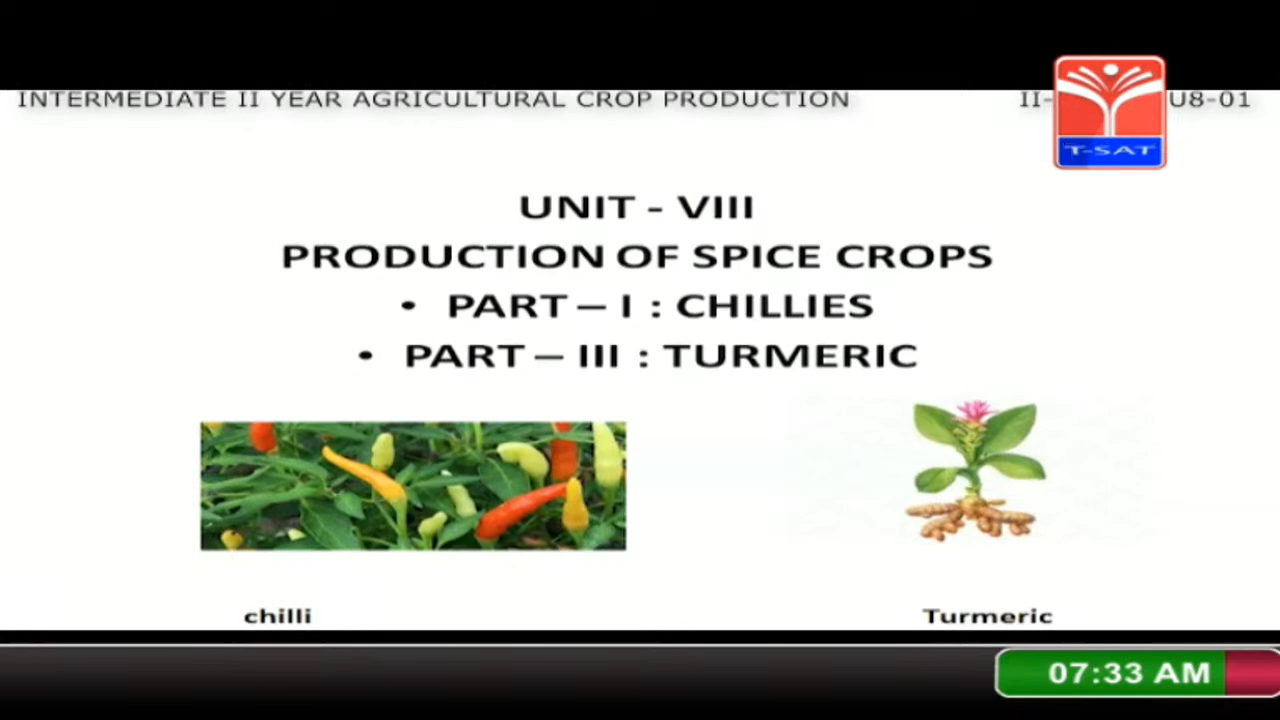 INTERMEDIATE II YEAR AGRICULTURAL CROP PRODUCTION
II- U8-01
T-SAT
UNIT - VIII
PRODUCTION OF SPICE CROPS
• PART – I : CHILLIES
• PART – III : TURMERIC
chilli
Turmeric
07:33 AM